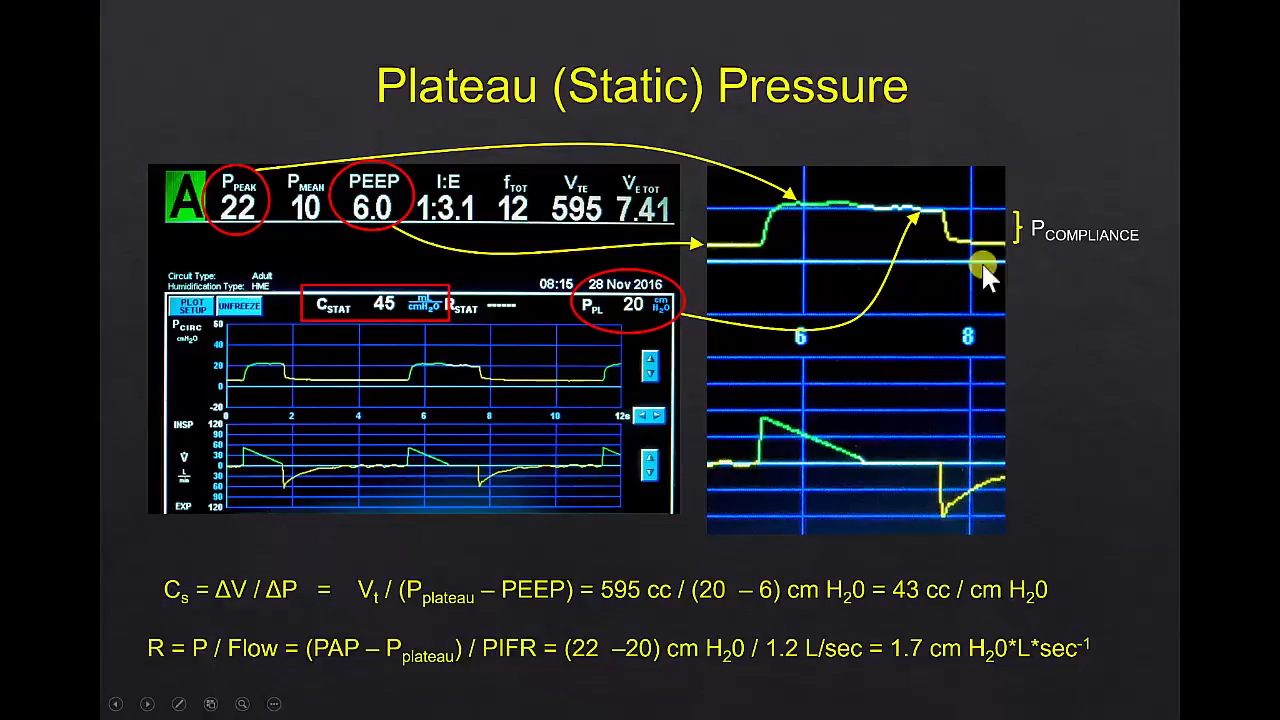 Plateau (Static) Pressure
A
PPEAK PMEAN PEEP I:E fTOT VTE V̇E TOT
22 10 6.0 1:3.1 12 595 7.41
PCOMPLIANCE
Circuit Type: Adult
Humidification Type: HME
08:15 28 Nov 2016
PLOT SETUP UNFREEZE CSTAT 45 mL/cmH2O RSTAT ----- PPL 20 cm H2O
PCIRC
cmH2O
60
40
20
0
-20
0 2 4 6 8 10 12s
INSP
V̇
L/min
EXP
120
90
60
30
0
30
60
90
120
6 8
Cs = ΔV / ΔP = Vt / (Pplateau – PEEP) = 595 cc / (20 – 6) cm H20 = 43 cc / cm H20
R = P / Flow = (PAP – Pplateau) / PIFR = (22 –20) cm H20 / 1.2 L/sec = 1.7 cm H20*L*sec-1